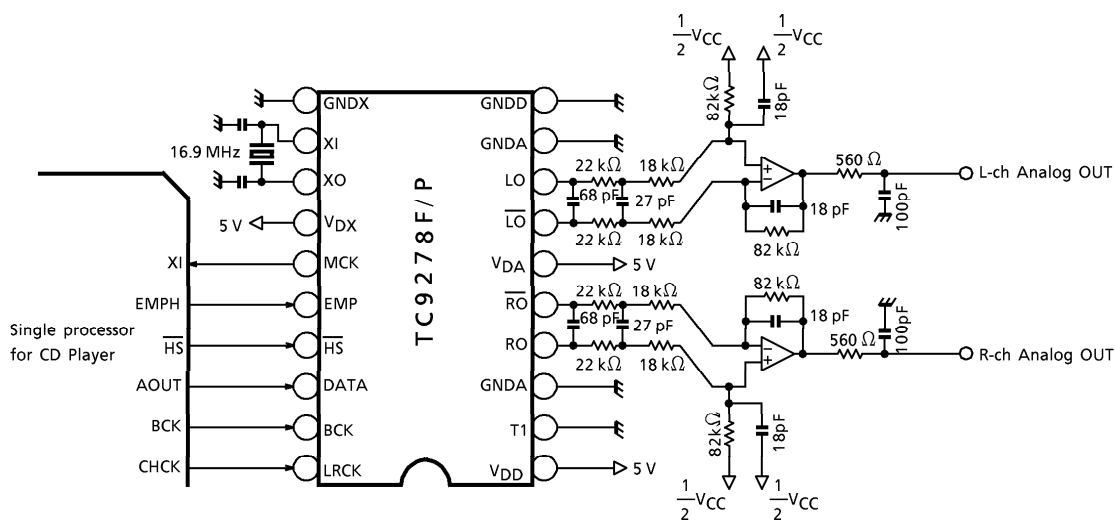 1/2 VCC
1/2 VCC
82kΩ
18pF
GNDX
GNDD
XI
GNDA
16.9 MHz
XO
LO
22 kΩ
18 kΩ
68 pF
27 pF
560 Ω
L-ch Analog OUT
100pF
5 V
VDX
L̅O̅
22 kΩ
18 kΩ
18 pF
82 kΩ
XI
MCK
VDA
5 V
EMPH
EMP
R̅O̅
22 kΩ
18 kΩ
82 kΩ
18 pF
68 pF
27 pF
100pF
Single processor
for CD Player
H̅S̅
H̅S̅
RO
22 kΩ
18 kΩ
560 Ω
R-ch Analog OUT
AOUT
DATA
GNDA
BCK
BCK
T1
82kΩ
18pF
CHCK
LRCK
VDD
5 V
1/2 VCC
1/2 VCC
TC9278F/P